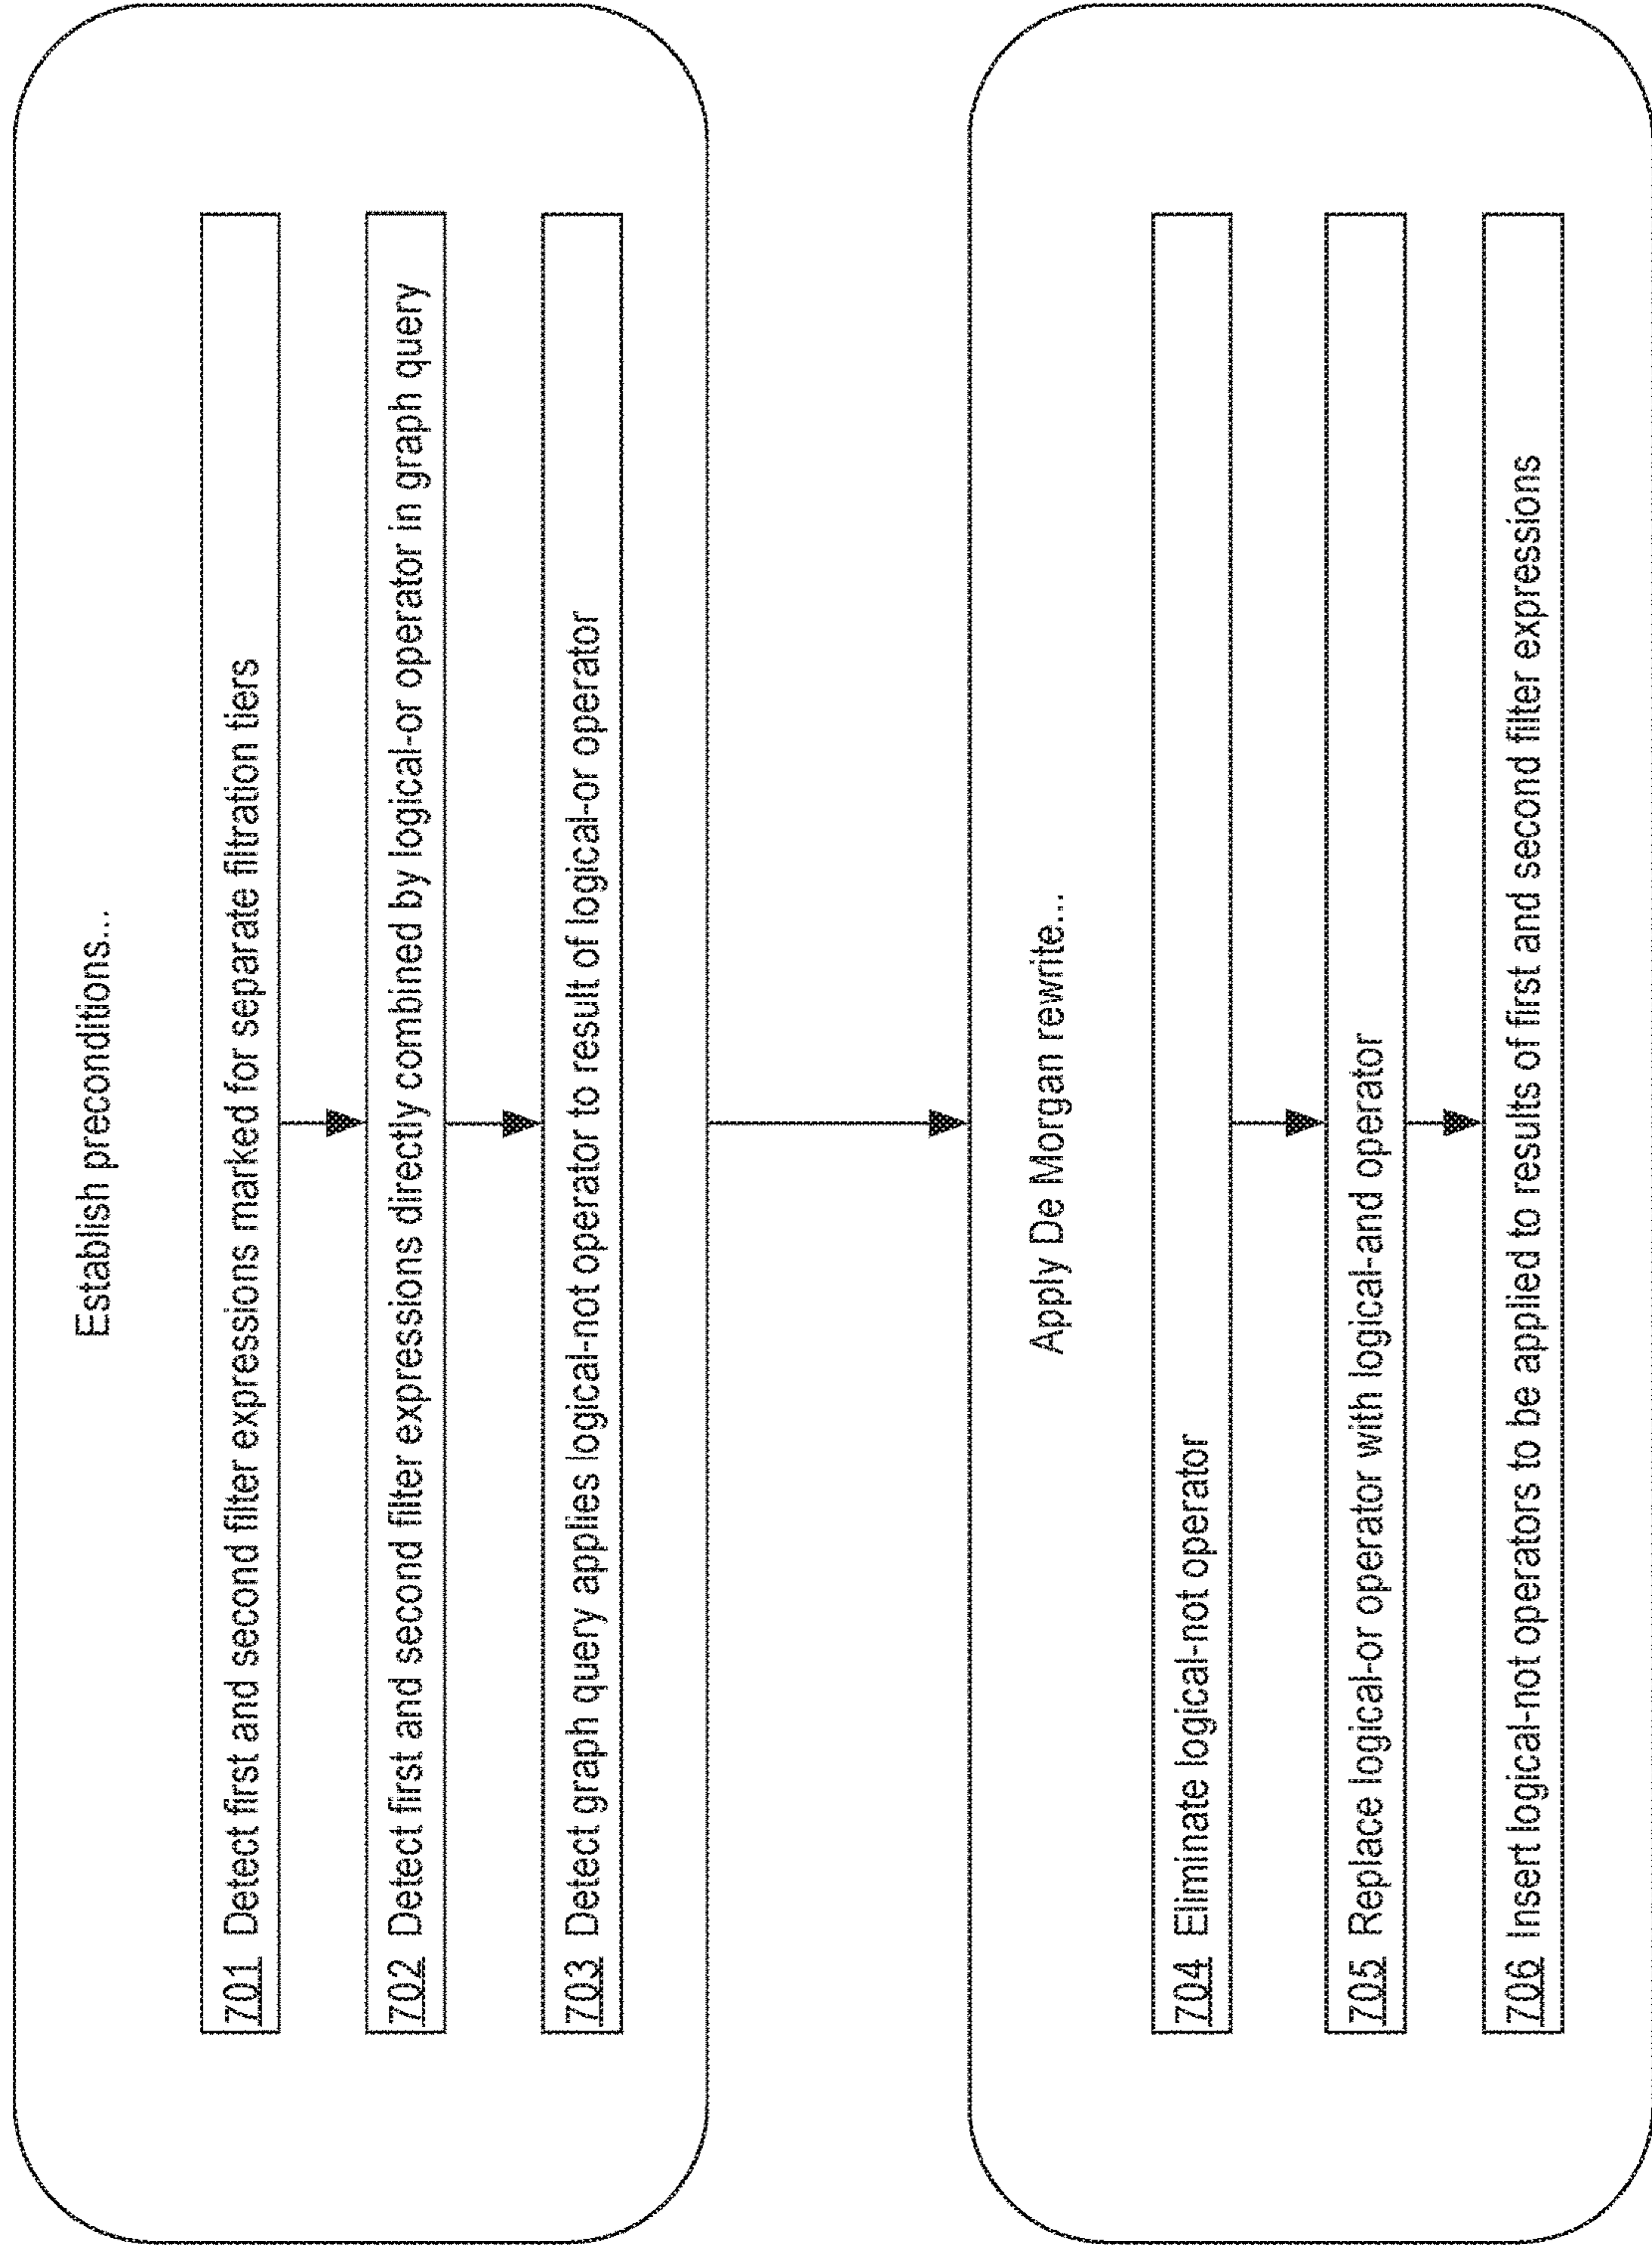 Establish preconditions...
701 Detect first and second filter expressions marked for separate filtration tiers
702 Detect first and second filter expressions directly combined by logical-or operator in graph query
703 Detect graph query applies logical-not operator to result of logical-or operator
Apply De Morgan rewrite...
704 Eliminate logical-not operator
705 Replace logical-or operator with logical-and operator
706 Insert logical-not operators to be applied to results of first and second filter expressions